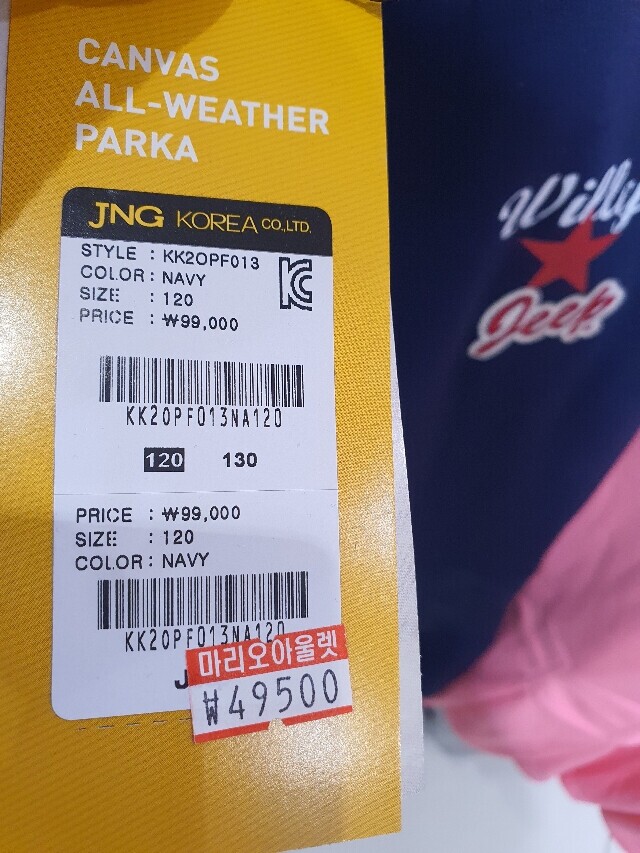 CANVAS
ALL-WEATHER
PARKA
JNG KOREA CO.,LTD.
STYLE : KK2OPF013
COLOR : NAVY
SIZE : 120
PRICE : ₩99,000
KK20PF013NA120
120 130
PRICE : ₩99,000
SIZE : 120
COLOR : NAVY
KK20PF013NA120
마리오아울렛
₩49500
Willy
Jeep